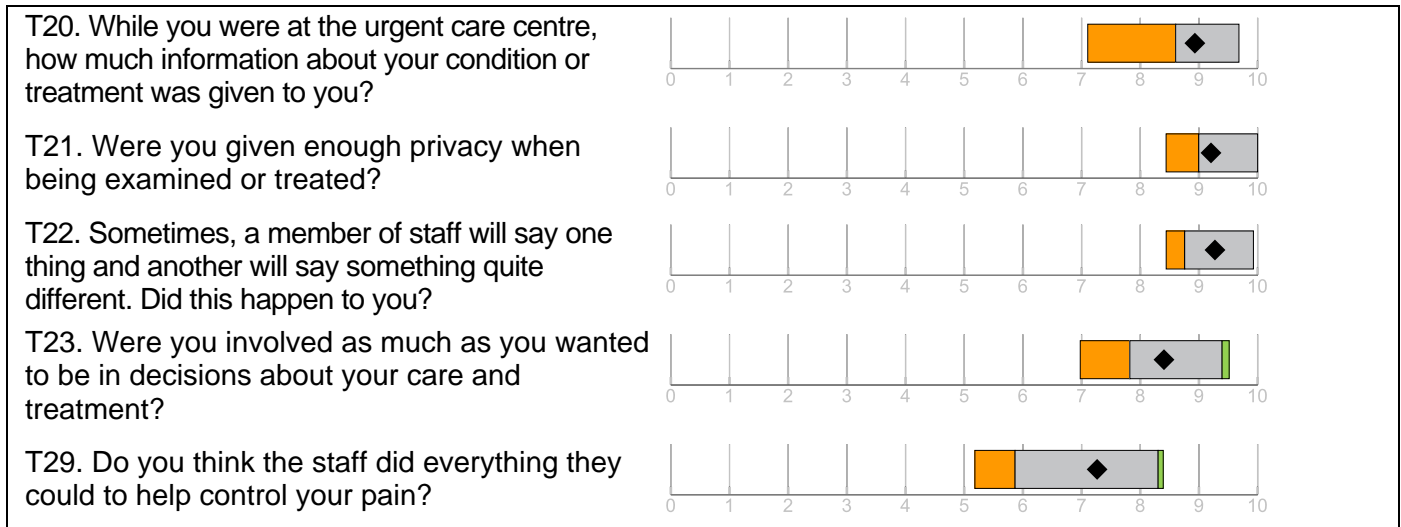 T20. While you were at the urgent care centre,
how much information about your condition or
treatment was given to you?
0 1 2 3 4 5 6 7 8 9 10
T21. Were you given enough privacy when
being examined or treated?
0 1 2 3 4 5 6 7 8 9 10
T22. Sometimes, a member of staff will say one
thing and another will say something quite
different. Did this happen to you?
0 1 2 3 4 5 6 7 8 9 10
T23. Were you involved as much as you wanted
to be in decisions about your care and
treatment?
0 1 2 3 4 5 6 7 8 9 10
T29. Do you think the staff did everything they
could to help control your pain?
0 1 2 3 4 5 6 7 8 9 10